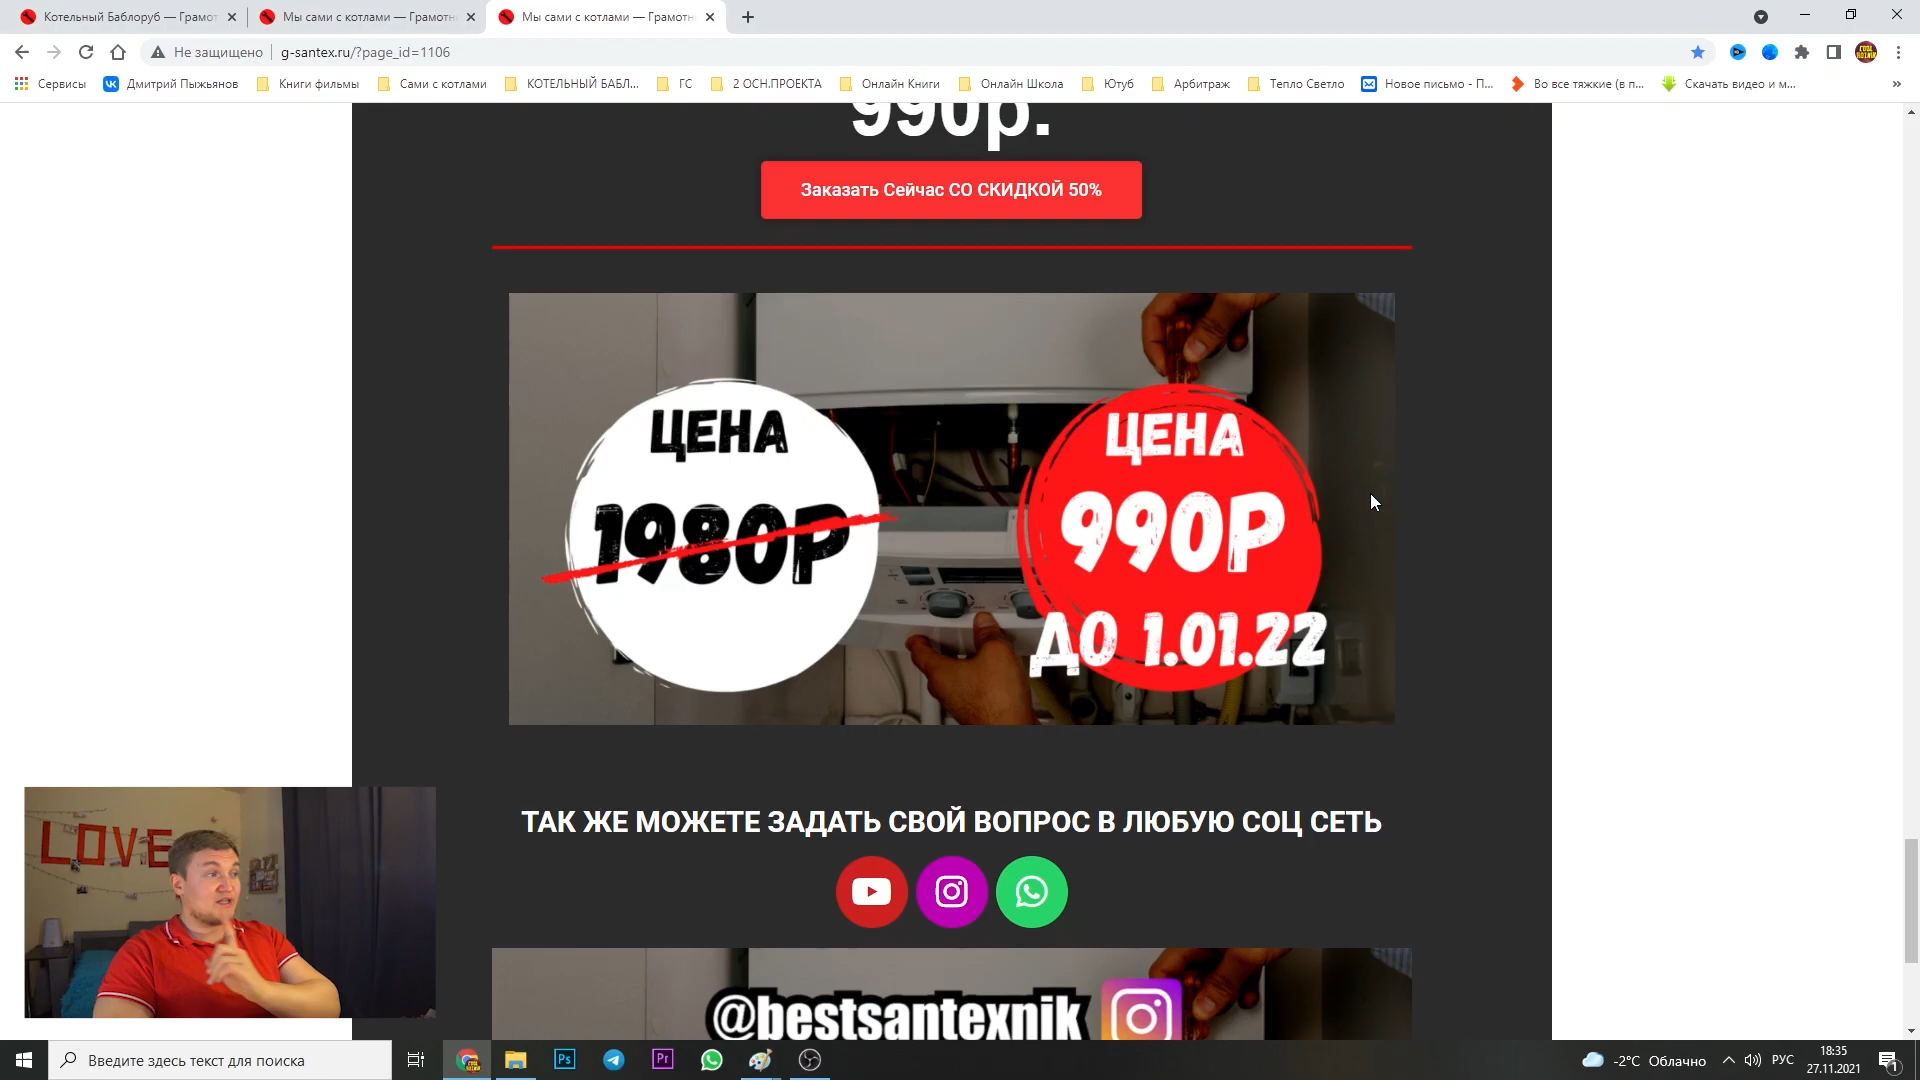 Котельный Баблоруб — Грамот
Мы сами с котлами — Грамотн
Мы сами с котлами — Грамотн
Не защищено
g-santex.ru/?page_id=1106
Сервисы
Дмитрий Пыжьянов
Книги фильмы
Сами с котлами
КОТЕЛЬНЫЙ БАБЛ...
ГС
2 ОСН.ПРОЕКТА
Онлайн Книги
Онлайн Школа
Ютуб
Арбитраж
Тепло Светло
Новое письмо - П...
Во все тяжкие (в п...
Скачать видео и м...
»
990р.
Заказать Сейчас СО СКИДКОЙ 50%
ЦЕНА
1980Р
ЦЕНА
990Р
ДО 1.01.22
LOVE
ТАК ЖЕ МОЖЕТЕ ЗАДАТЬ СВОЙ ВОПРОС В ЛЮБУЮ СОЦ СЕТЬ
@bestsantexnik
Введите здесь текст для поиска
Ps
Pr
-2°C Облачно
РУС
18:35
27.11.2021
1